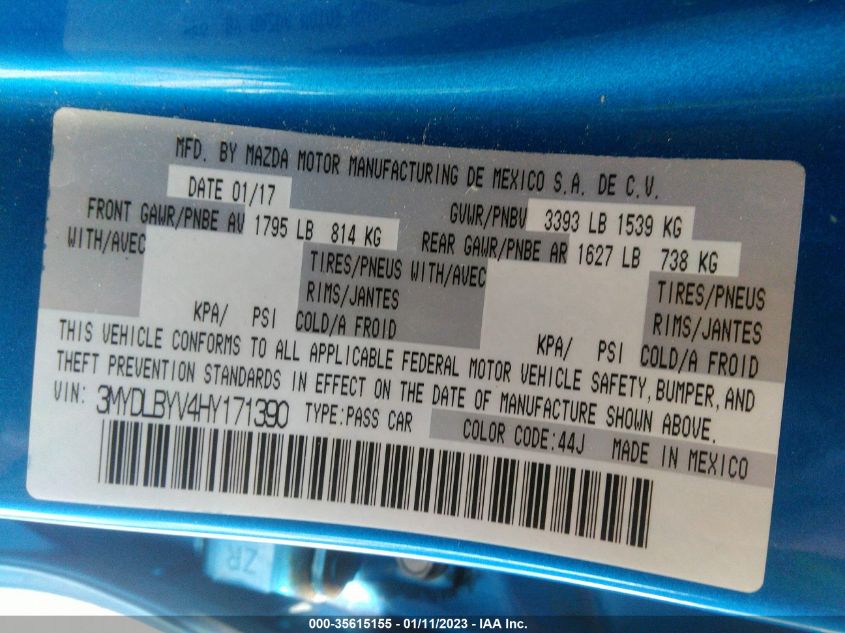 MFD. BY MAZDA MOTOR MANUFACTURING DE MEXICO S.A. DE C.V.
DATE 01/17 GVWR/PNBV 3393 LB 1539 KG
FRONT GAWR/PNBE AV 1795 LB 814 KG REAR GAWR/PNBE AR 1627 LB 738 KG
WITH/AVEC TIRES/PNEUS WITH/AVEC TIRES/PNEUS
RIMS/JANTES RIMS/JANTES
KPA/ PSI COLD/A FROID KPA/ PSI COLD/A FROID
THIS VEHICLE CONFORMS TO ALL APPLICABLE FEDERAL MOTOR VEHICLE SAFETY, BUMPER, AND
THEFT PREVENTION STANDARDS IN EFFECT ON THE DATE OF MANUFACTURE SHOWN ABOVE.
VIN: 3MYDLBYV4HY171390 TYPE:PASS CAR COLOR CODE:44J MADE IN MEXICO
ZR
000-35615155 - 01/11/2023 - IAA Inc.